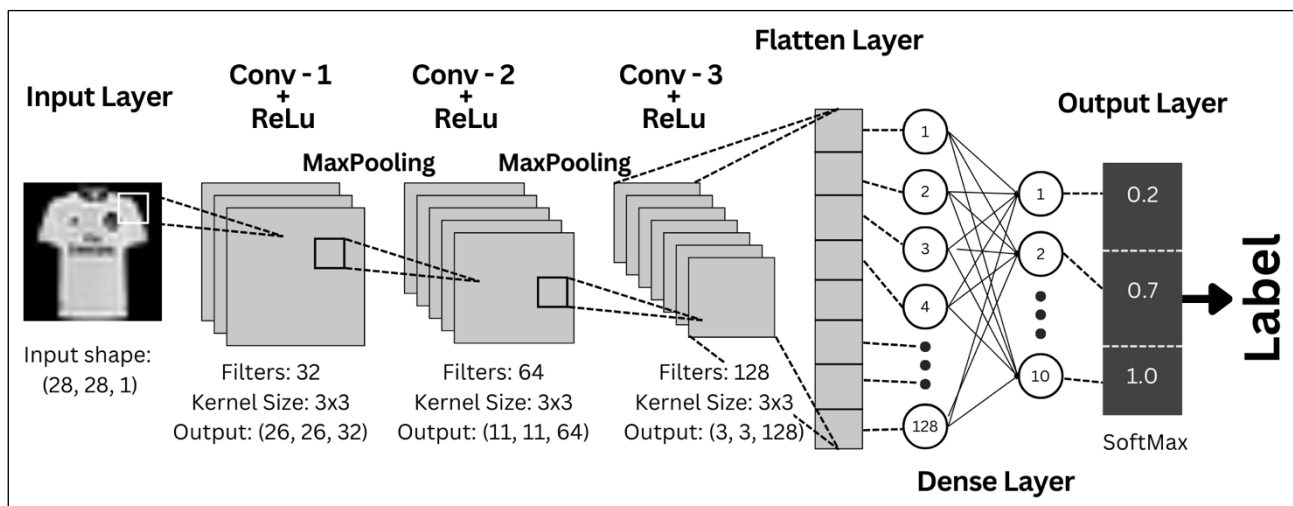 Flatten Layer
Input Layer
Conv - 1
+
ReLu
Conv - 2
+
ReLu
Conv - 3
+
ReLu
Output Layer
MaxPooling
MaxPooling
Input shape:
(28, 28, 1)
Filters: 32
Kernel Size: 3x3
Output: (26, 26, 32)
Filters: 64
Kernel Size: 3x3
Output: (11, 11, 64)
Filters: 128
Kernel Size: 3x3
Output: (3, 3, 128)
1
2
3
4
128
Dense Layer
1
2
10
0.2
0.7
1.0
SoftMax
Label